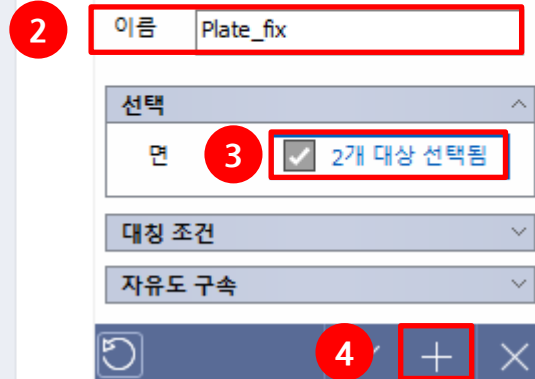 2 이름 Plate_fix
선택
면 3 2개 대상 선택됨
대칭 조건
자유도 구속
4